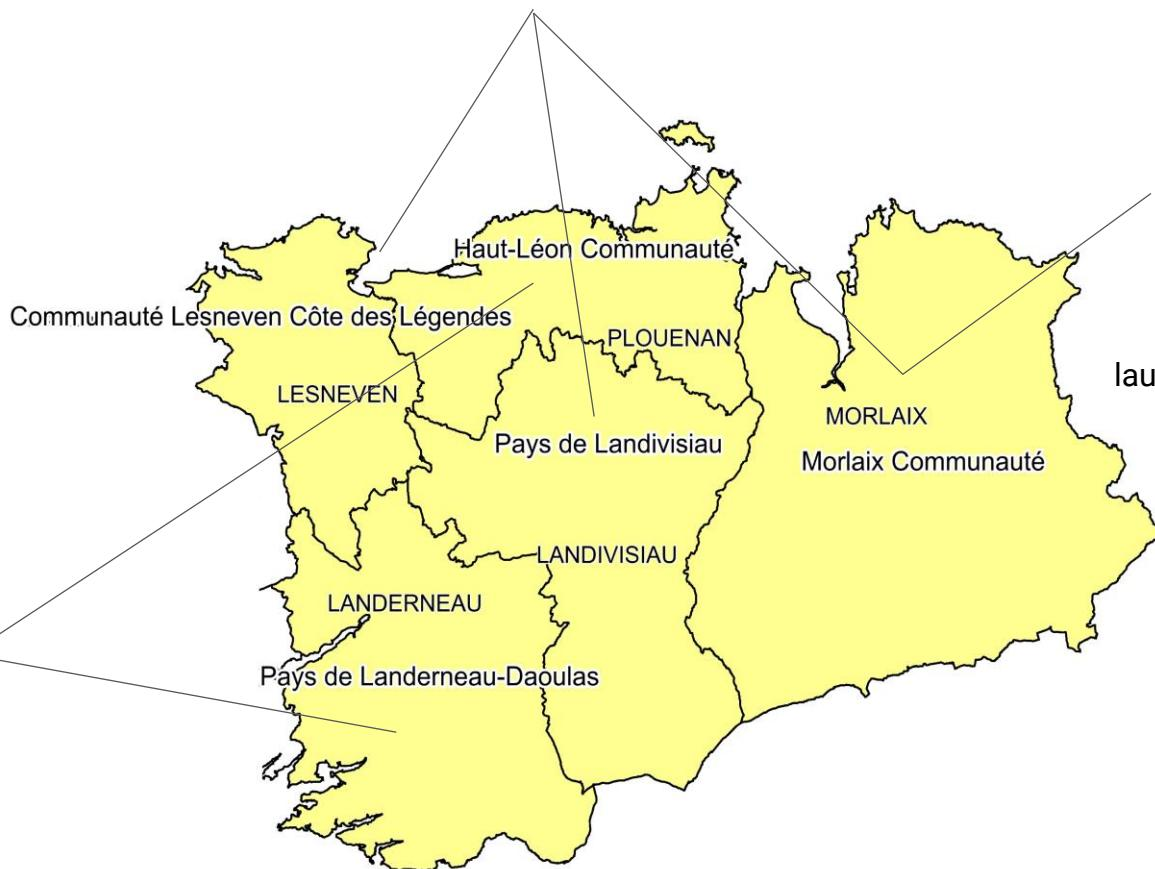 Haut-Léon Communauté
Communauté Lesneven Côte des Légendes
PLOUENAN
lau
LESNEVEN
MORLAIX
Pays de Landivisiau
Morlaix Communauté
LANDIVISIAU
LANDERNEAU
Pays de Landerneau-Daoulas